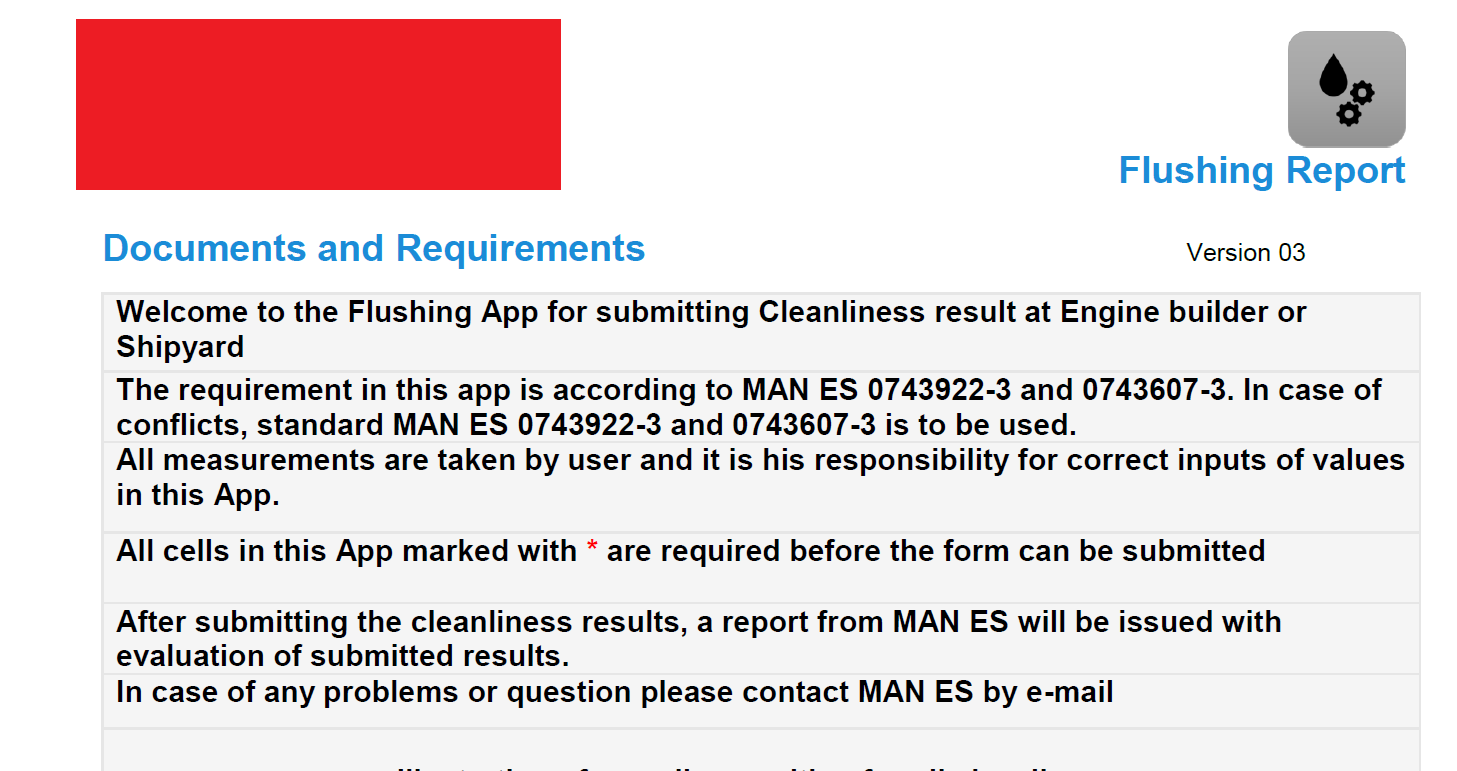 Flushing Report
Documents and Requirements
Version 03
Welcome to the Flushing App for submitting Cleanliness result at Engine builder or
Shipyard
The requirement in this app is according to MAN ES 0743922-3 and 0743607-3. In case of
conflicts, standard MAN ES 0743922-3 and 0743607-3 is to be used.
All measurements are taken by user and it is his responsibility for correct inputs of values
in this App.
All cells in this App marked with * are required before the form can be submitted
After submitting the cleanliness results, a report from MAN ES will be issued with
evaluation of submitted results.
In case of any problems or question please contact MAN ES by e-mail